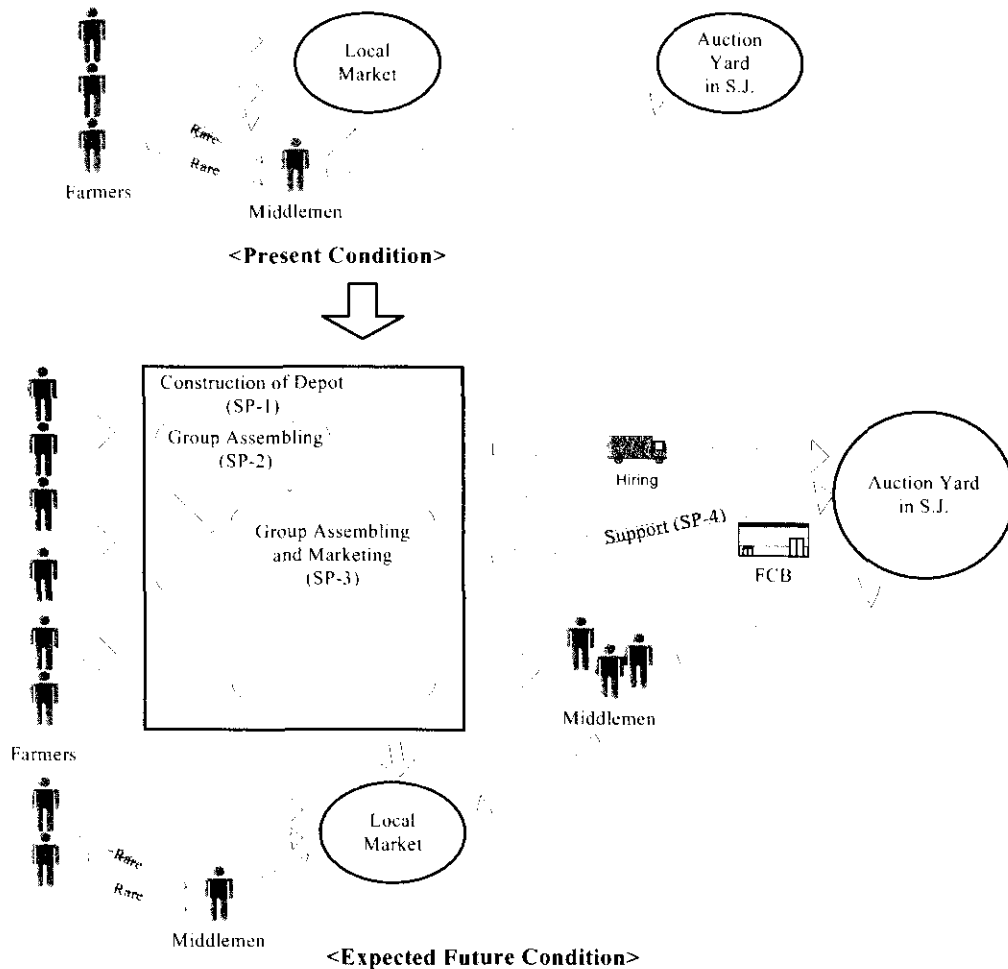 Local
Market
Auction
Yard
in S.J.
Rare
Rare
Farmers
Middlemen
<Present Condition>
Construction of Depot
(SP-1)
Group Assembling
(SP-2)
Group Assembling
and Marketing
(SP-3)
Hiring
Support (SP-4)
FCB
Auction Yard
in S.J.
Middlemen
Farmers
Local
Market
Rare
Rare
Middlemen
<Expected Future Condition>